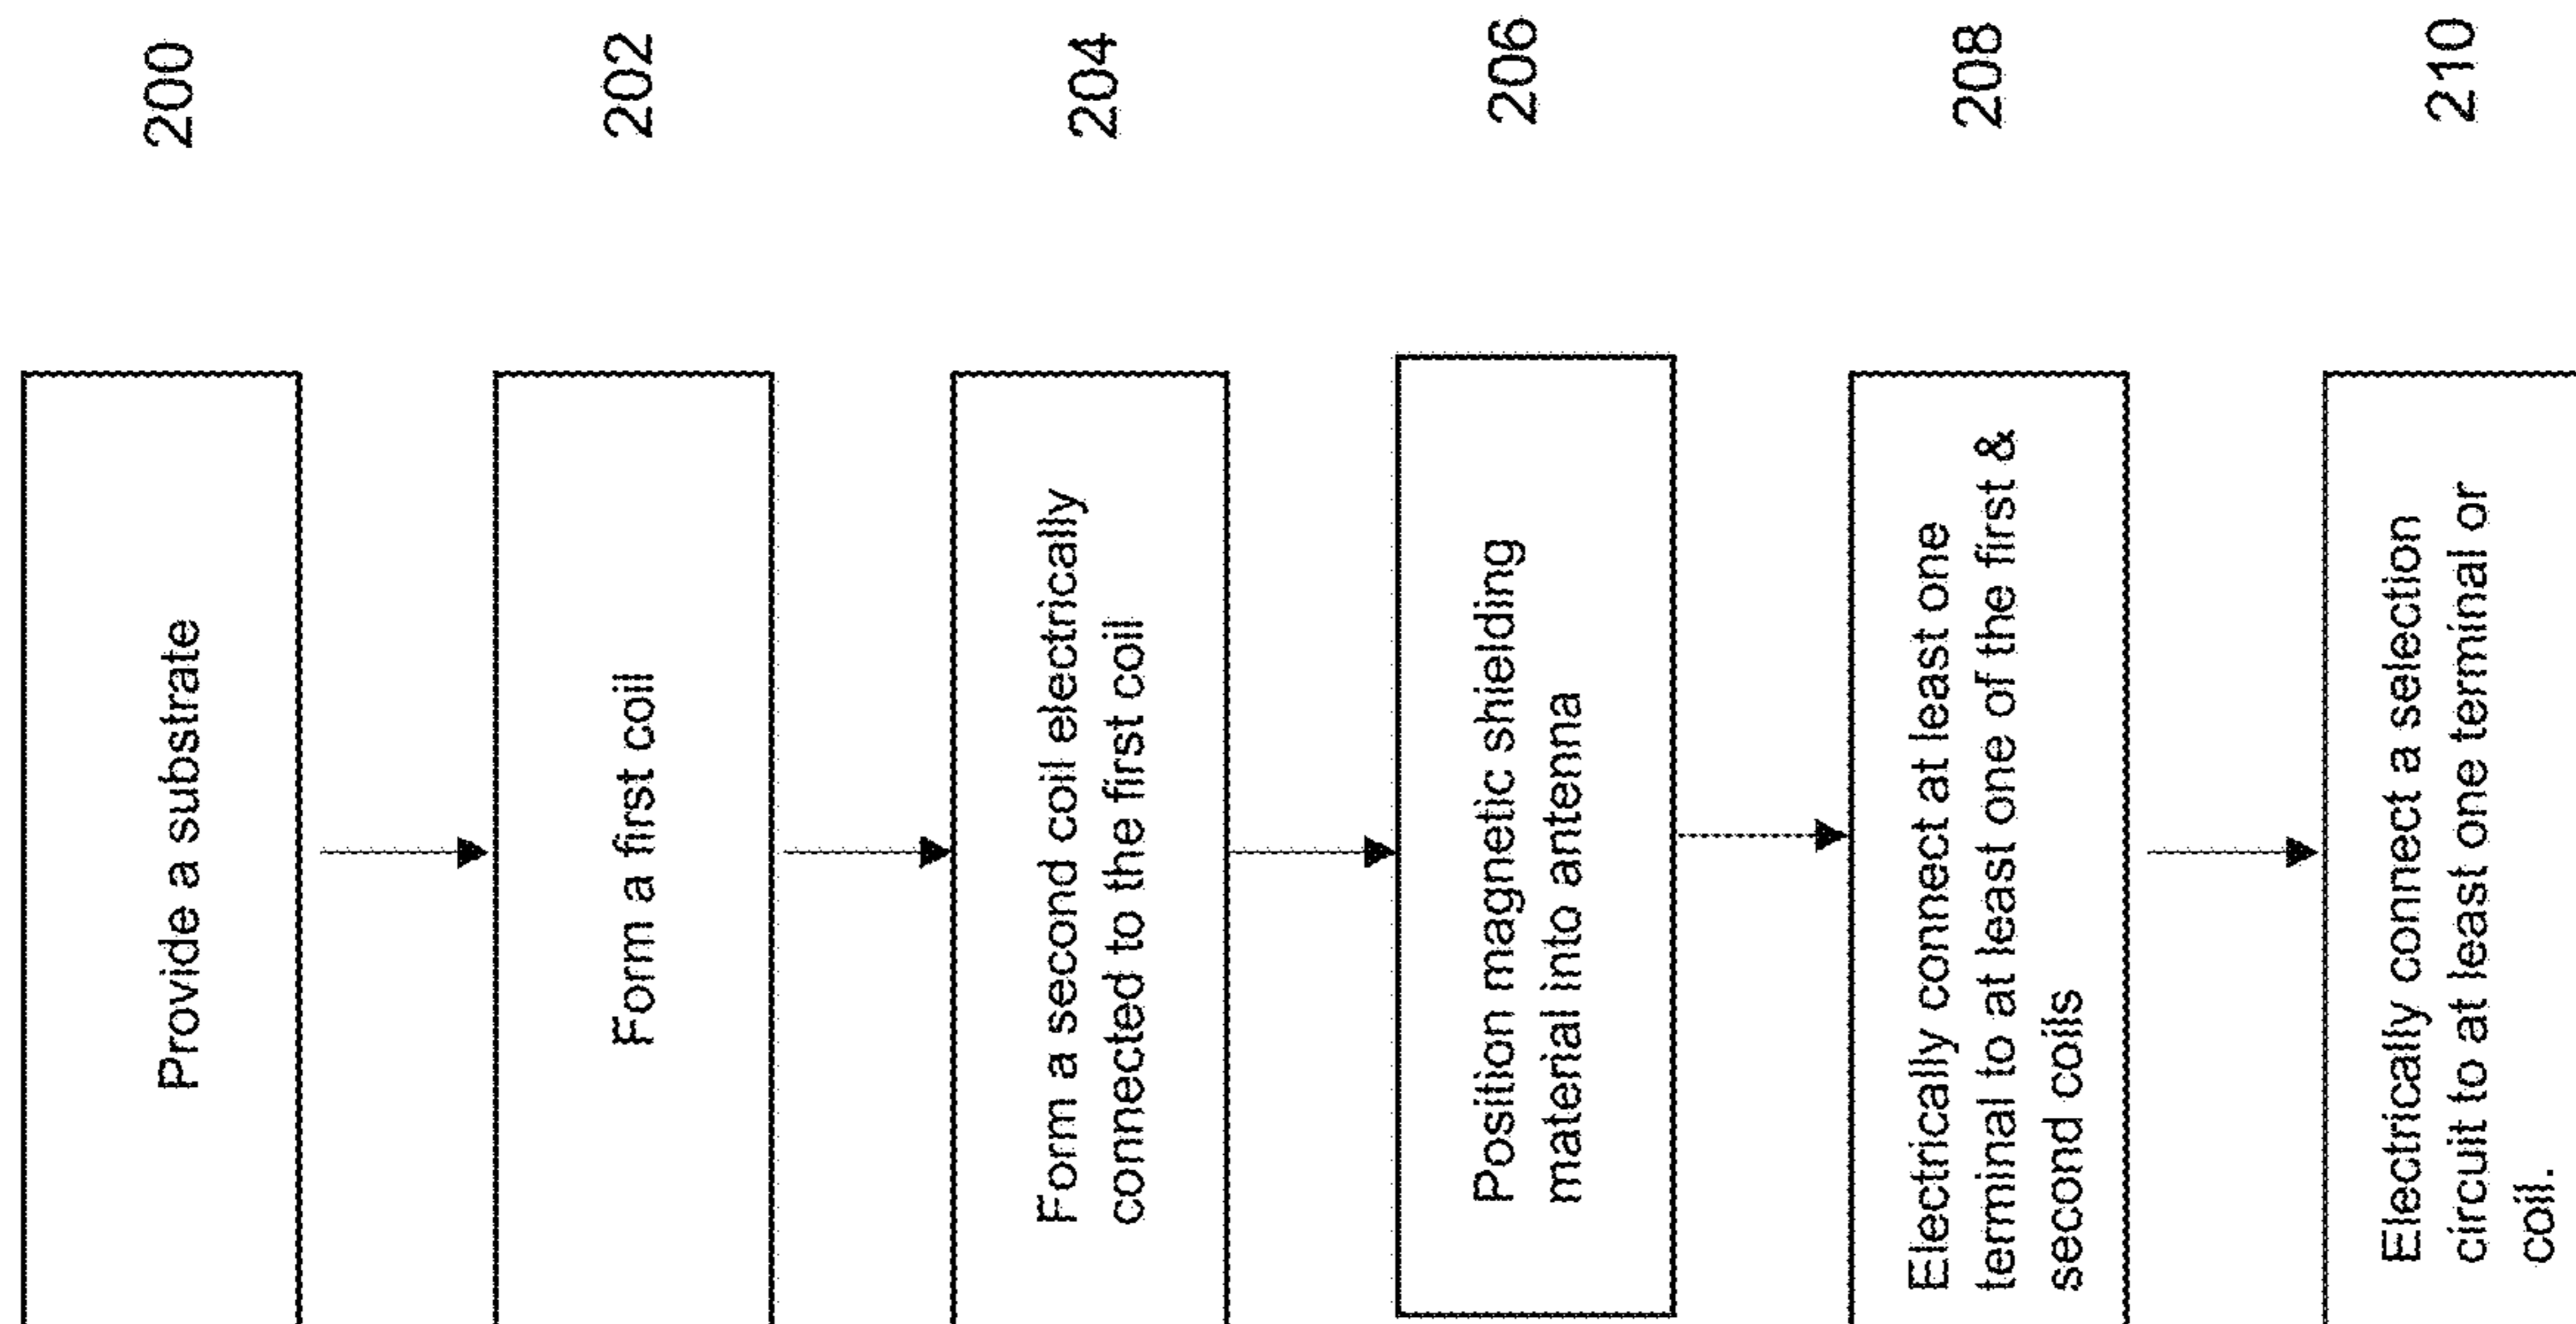 Provide a substrate
200
Form a first coil
202
Form a second coil electrically
connected to the first coil
204
Position magnetic shielding
material into antenna
206
Electrically connect at least one
terminal to at least one of the first &
second coils
208
Electrically connect a selection
circuit to at least one terminal or
coil.
210